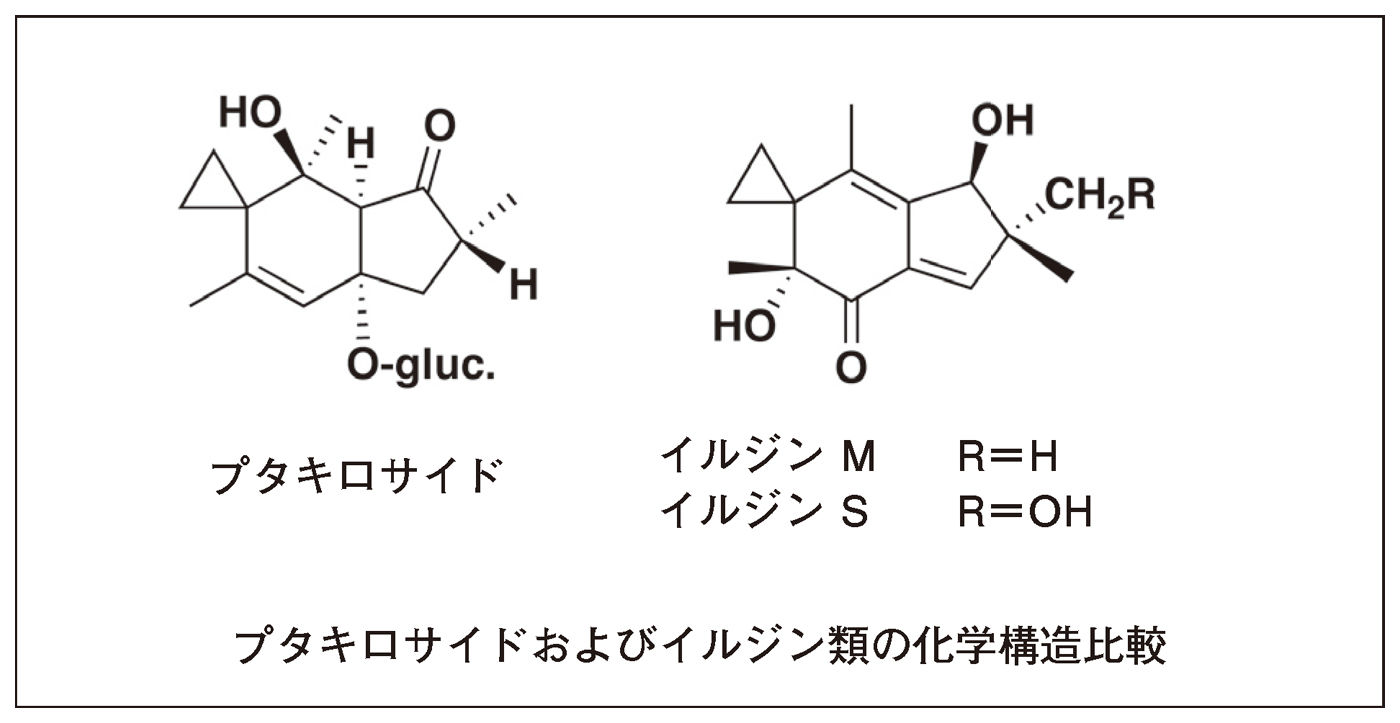 HO
H
O
H
O-gluc.
プタキロサイド
OH
CH2R
HO
O
イルジン M R=H
イルジン S R=OH
プタキロサイドおよびイルジン類の化学構造比較